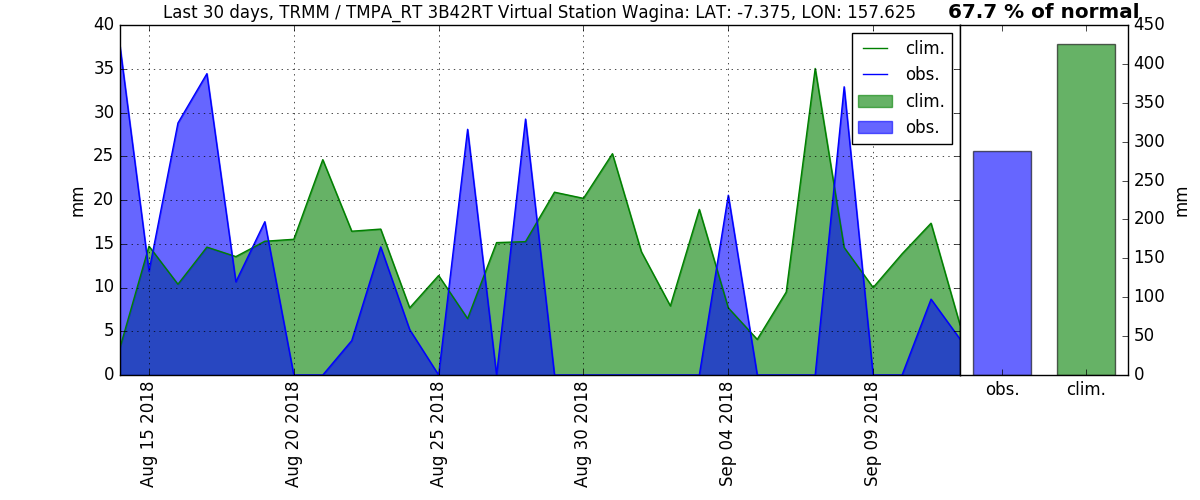 Last 30 days, TRMM / TMPA_RT 3B42RT Virtual Station Wagina: LAT: -7.375, LON: 157.625
67.7 % of normal
40
35
30
25
20
15
10
5
0
mm
clim.
obs.
clim.
obs.
Aug 15 2018
Aug 20 2018
Aug 25 2018
Aug 30 2018
Sep 04 2018
Sep 09 2018
450
400
350
300
250
200
150
100
50
0
mm
obs.
clim.